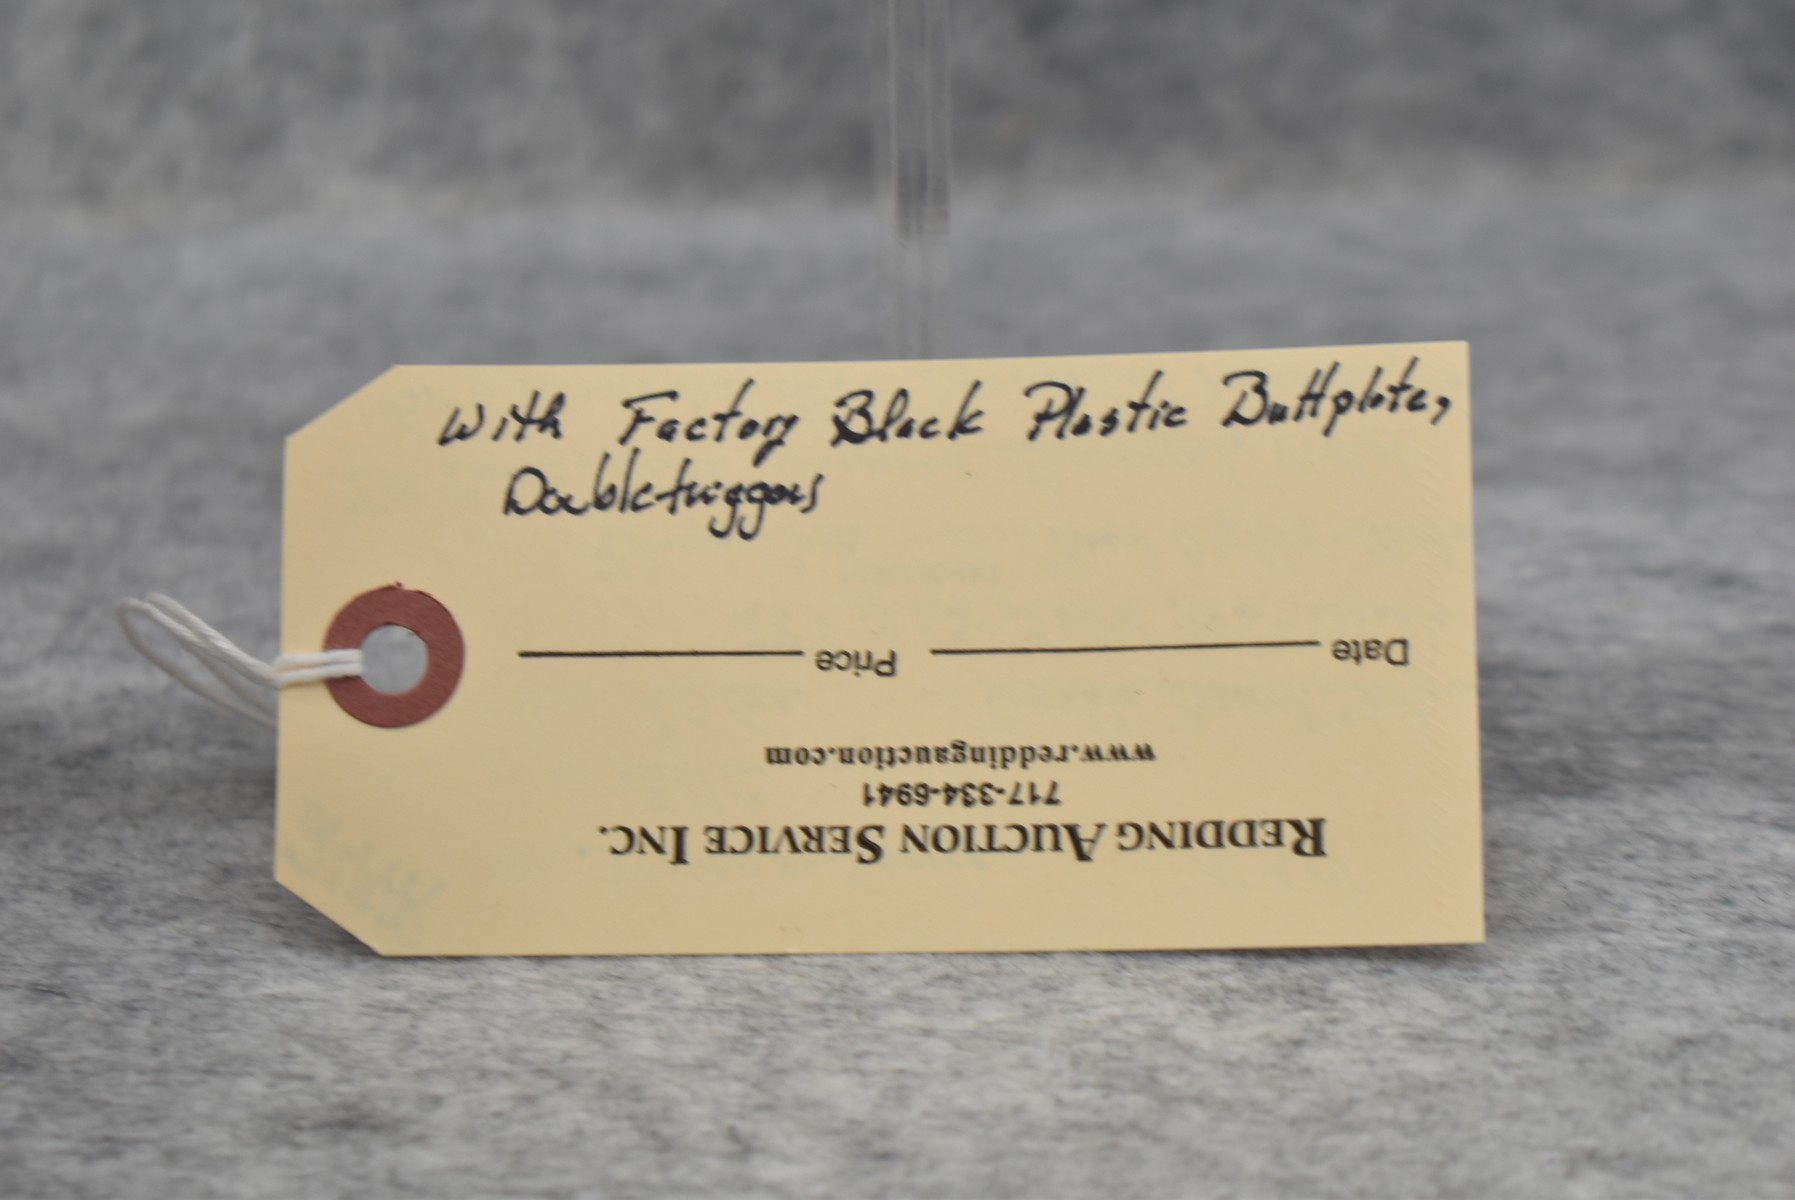 With Factory Black Plastic Buttplate,
Doubletriggers
Date Price
www.reddingauction.com
717-334-6941
REDDING AUCTION SERVICE INC.